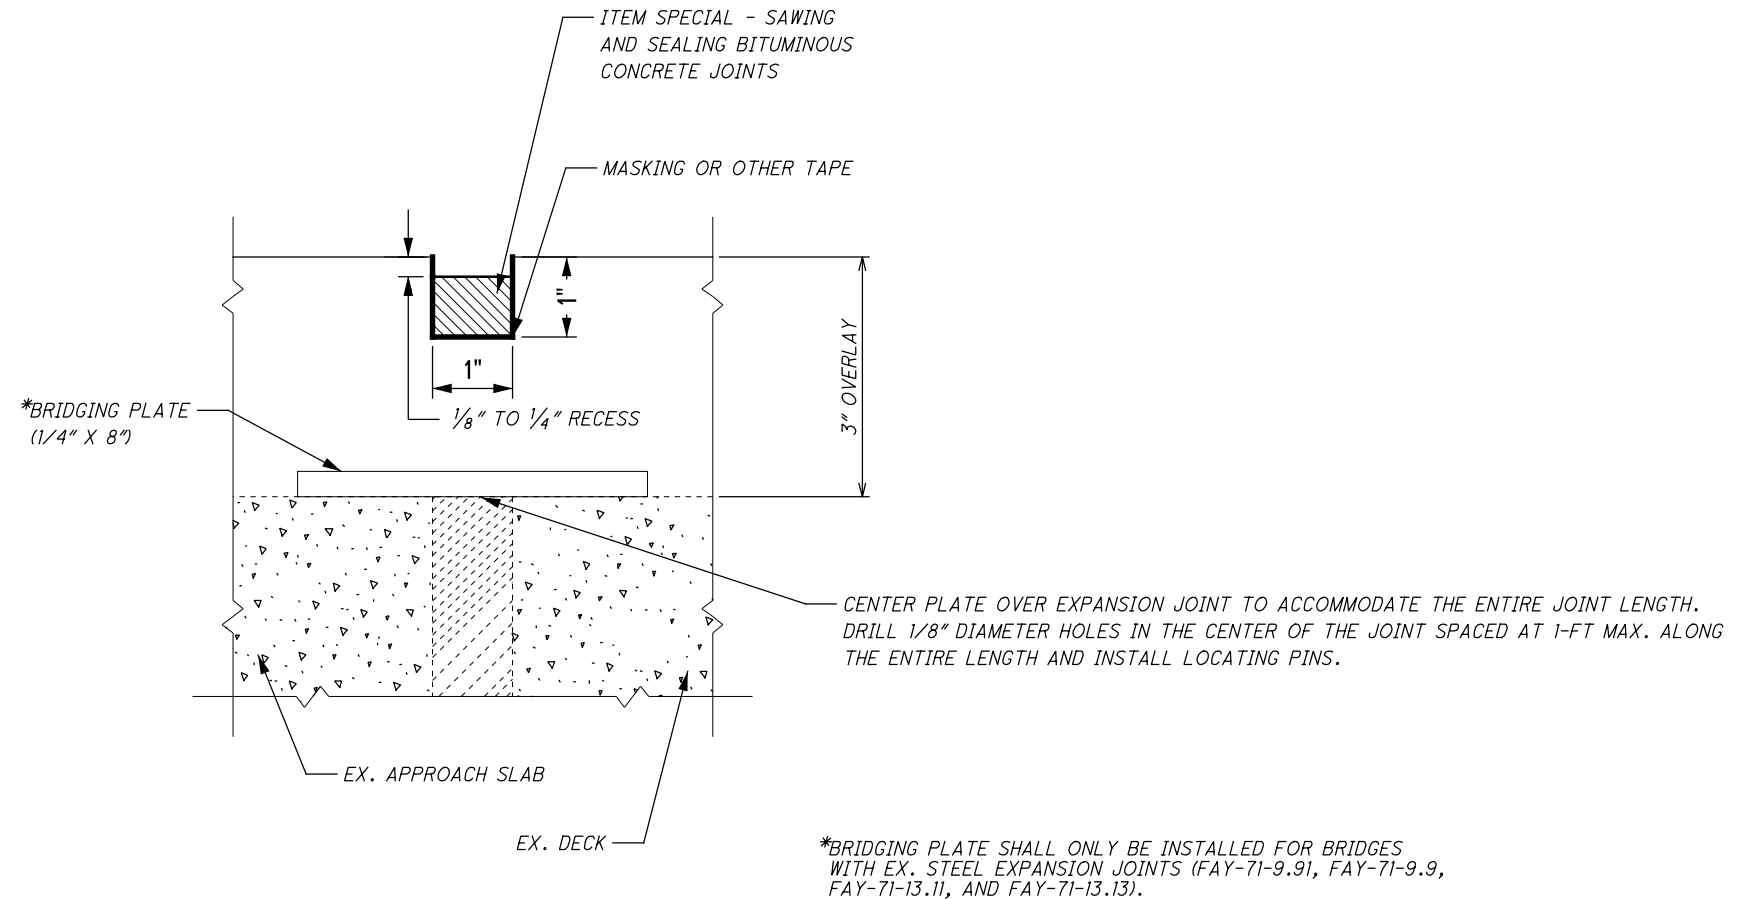 ITEM SPECIAL - SAWING
AND SEALING BITUMINOUS
CONCRETE JOINTS
MASKING OR OTHER TAPE
1"
1"
3" OVERLAY
*BRIDGING PLATE
(1/4" X 8")
1/8" TO 1/4" RECESS
CENTER PLATE OVER EXPANSION JOINT TO ACCOMMODATE THE ENTIRE JOINT LENGTH.
DRILL 1/8" DIAMETER HOLES IN THE CENTER OF THE JOINT SPACED AT 1-FT MAX. ALONG
THE ENTIRE LENGTH AND INSTALL LOCATING PINS.
EX. APPROACH SLAB
EX. DECK
*BRIDGING PLATE SHALL ONLY BE INSTALLED FOR BRIDGES
WITH EX. STEEL EXPANSION JOINTS (FAY-71-9.91, FAY-71-9.9,
FAY-71-13.11, AND FAY-71-13.13).